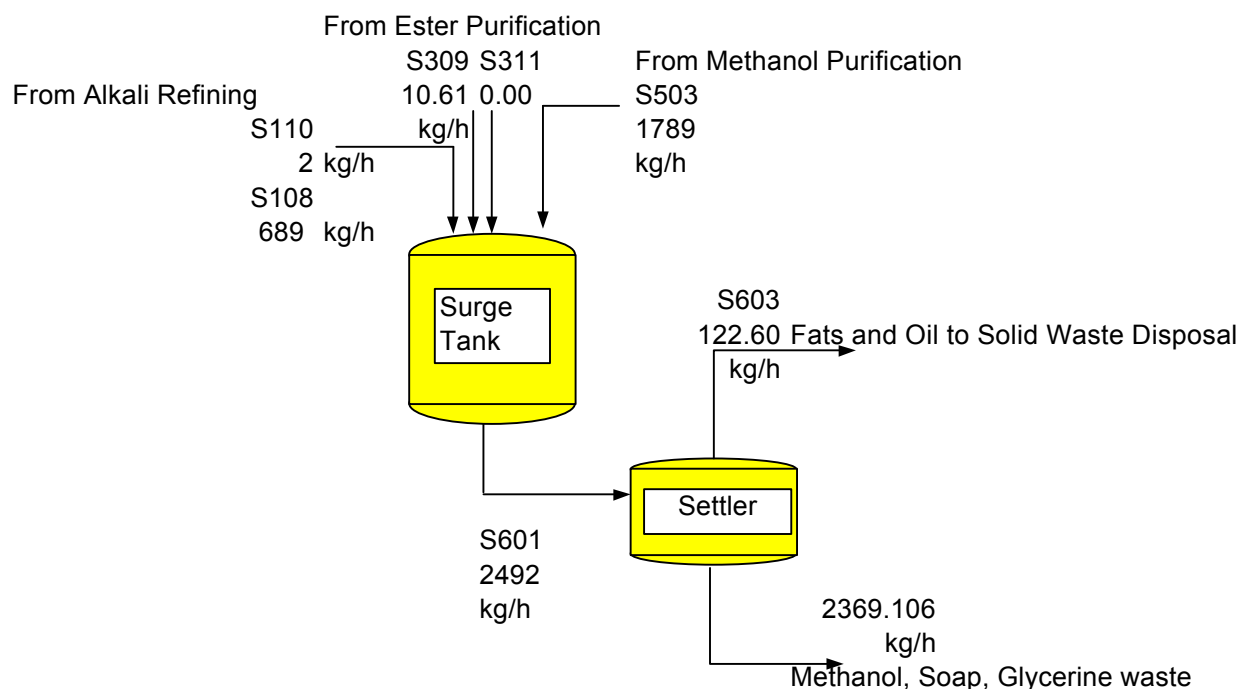 From Ester Purification
S309 S311
10.61 0.00
kg/h
From Methanol Purification
S503
1789
kg/h
From Alkali Refining
S110
2 kg/h
S108
689 kg/h
Surge
Tank
S603
122.60 Fats and Oil to Solid Waste Disposal
kg/h
Settler
S601
2492
kg/h
2369.106
kg/h
Methanol, Soap, Glycerine waste